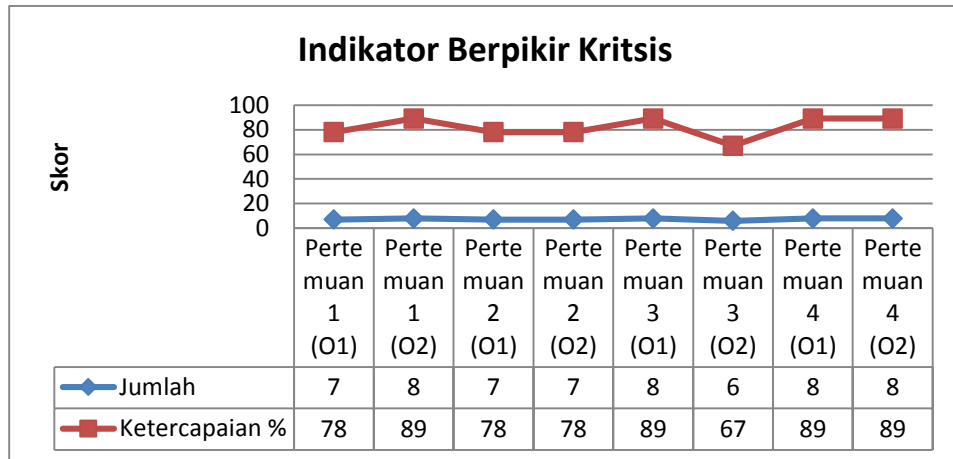 Indikator Berpikir Kritsis
Skor
100
80
60
40
20
0
Perte Perte Perte Perte Perte Perte Perte Perte
muan muan muan muan muan muan muan muan
1 1 2 2 3 3 4 4
(O1) (O2) (O1) (O2) (O1) (O2) (O1) (O2)
Jumlah 7 8 7 7 8 6 8 8
Ketercapaian % 78 89 78 78 89 67 89 89